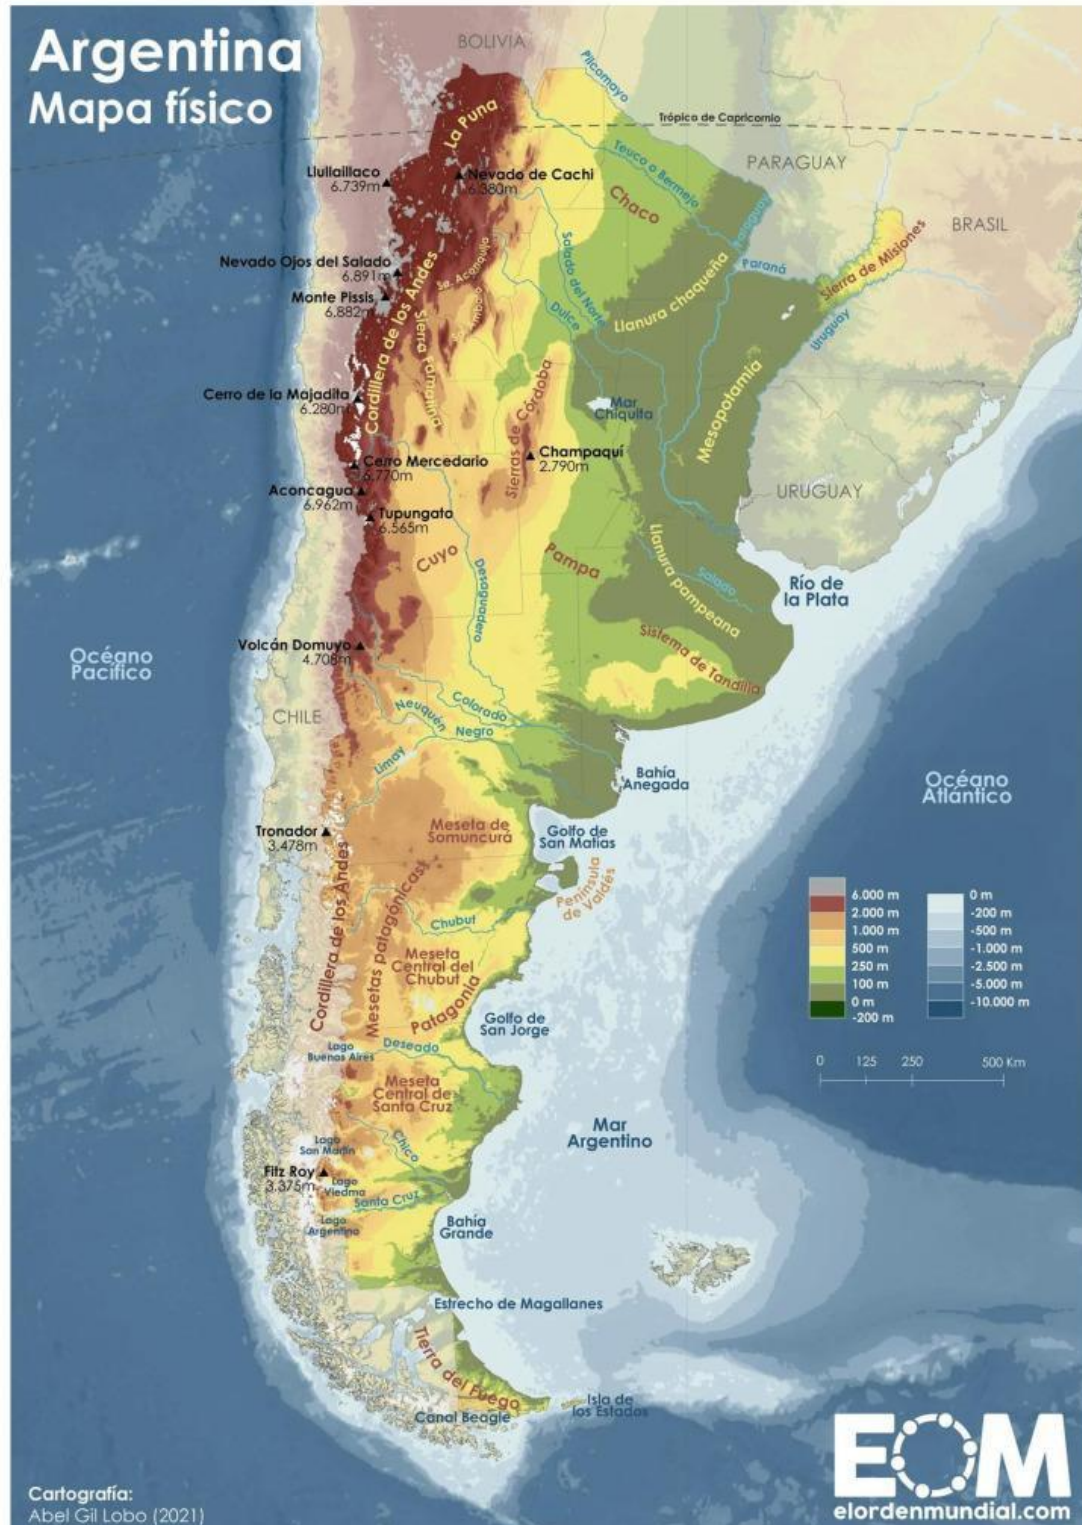 Argentina
Mapa físico
BOLIVIA
Pilcomayo
Trópico de Capricornio
La Puna
Llullaillaco
6.739m
Nevado de Cachi
6.380m
Teuco o Bermejo
PARAGUAY
Chaco
Paraguay
BRASIL
Sierra de Misiones
Nevado Ojos del Salado
6.891m
Monte Pissis
6.882m
Cordillera de los Andes
Sa. Aconquija
Sa. Ambato
Sierra Famatina
Salado del Norte
Dulce
Llanura chaqueña
Paraná
Uruguay
Cerro de la Majadita
6.280m
Sierras de Córdoba
Mar
Chiquita
Mesopotamia
Cerro Mercedario
6.770m
Champaquí
2.790m
Aconcagua
6.962m
Tupungato
6.565m
URUGUAY
Cuyo
Desaguadero
Pampa
Llanura pampeana
Salado
Río de
la Plata
Volcán Domuyo
4.708m
Sistema de Tandilia
Océano
Pacífico
CHILE
Neuquén
Colorado
Negro
Limay
Bahía
Anegada
Océano
Atlántico
Tronador
3.478m
Meseta de
Somuncurá
Golfo de
San Matías
Península
de Valdés
Cordillera de los Andes
Mesetas patagónicas
Chubut
Meseta
Central del
Chubut
Patagonia
Golfo de
San Jorge
6.000 m
2.000 m
1.000 m
500 m
250 m
100 m
0 m
-200 m
0 m
-200 m
-500 m
-1.000 m
-2.500 m
-5.000 m
-10.000 m
0 125 250 500 Km
Lago
Buenos Aires
Deseado
Meseta
Central de
Santa Cruz
Mar
Argentino
Lago
San Martín
Chico
Fitz Roy
3.375m
Lago
Viedma
Santa Cruz
Lago
Argentino
Bahía
Grande
Estrecho de Magallanes
Tierra del Fuego
Isla de
los Estados
Canal Beagle
EOM
elordenmundial.com
Cartografía:
Abel Gil Lobo (2021)